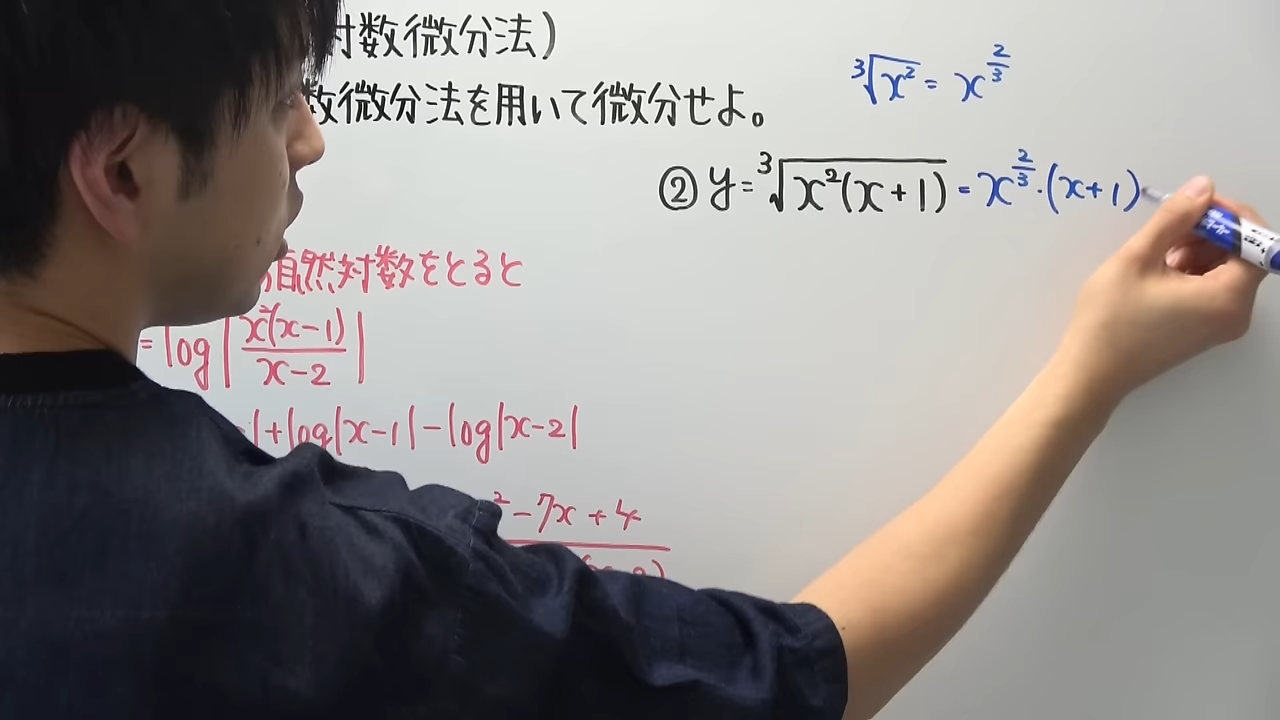 対数微分法)
数微分法を用いて微分せよ。
∛x² = x^(2/3)
② y = ∛(x²(x+1)) = x^(2/3)・(x+1)
自然対数をとると
= log|x²(x-1)/(x-2)|
|+log|x-1|-log|x-2|
² -7x +4